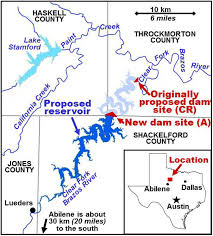 HASKELL
COUNTY
10 km
6 miles
THROCKMORTON
COUNTY
Lake
Stamford
Paint
Creek
Clear Fork
Brazos
River
California Creek
Originally
proposed dam
site (CR)
Proposed
reservoir
New dam site (A)
SHACKELFORD
COUNTY
JONES
COUNTY
Clear Fork
Brazos River
Lueders
Abilene is about
30 km (20 miles)
to the south
Location
Dallas
Abilene
Austin